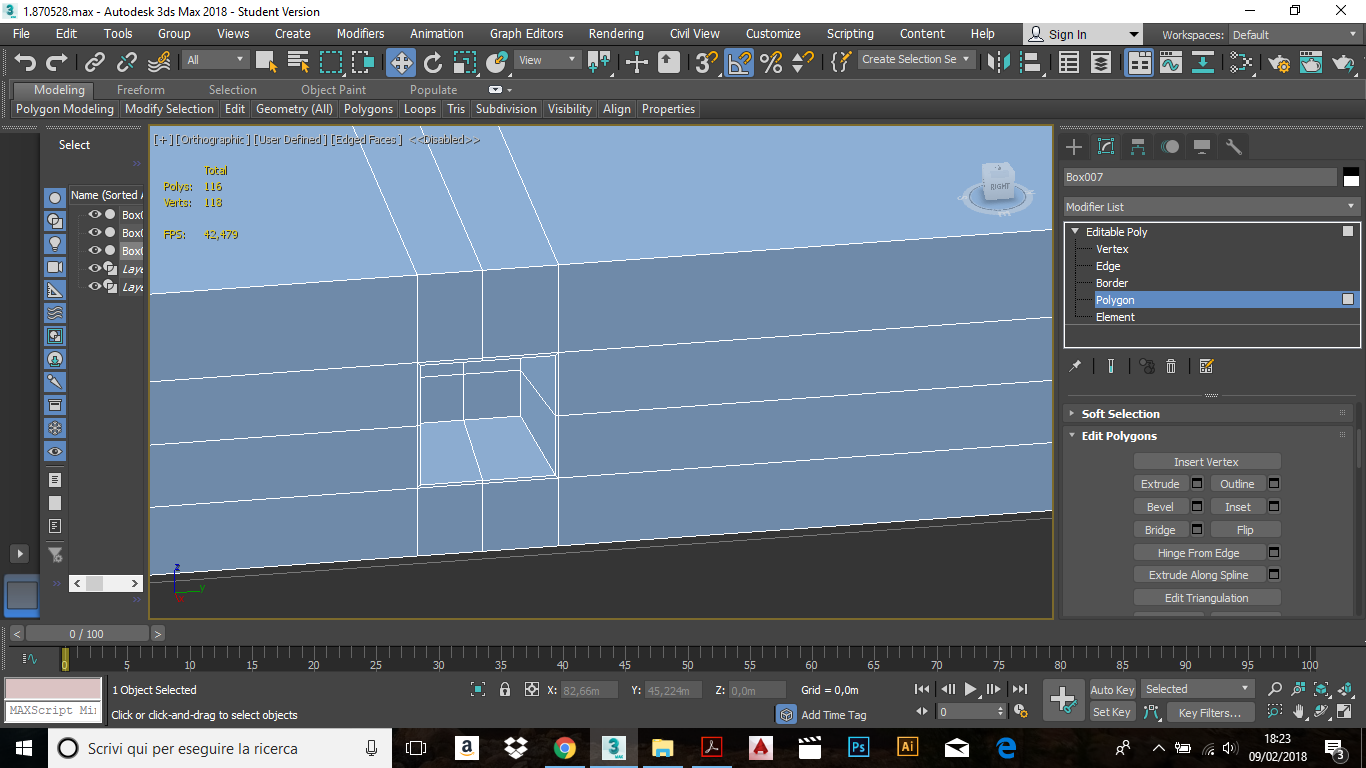 1.870528.max - Autodesk 3ds Max 2018 - Student Version
File Edit Tools Group Views Create Modifiers Animation Graph Editors Rendering Civil View Customize Scripting Content Help Sign In Workspaces: Default
All View 3 Create Selection Se
Modeling Freeform Selection Object Paint Populate
Polygon Modeling Modify Selection Edit Geometry (All) Polygons Loops Tris Subdivision Visibility Align Properties
Select
Name (Sorted A
Box0
Box0
Box0
Laye
Laye
[+] [Orthographic] [User Defined] [Edged Faces] <<Disabled>>
Total
Polys: 116
Verts: 118
FPS: 42,479
RIGHT
z
Y
Box007
Modifier List
Editable Poly
Vertex
Edge
Border
Polygon
Element
Soft Selection
Edit Polygons
Insert Vertex
Extrude Outline
Bevel Inset
Bridge Flip
Hinge From Edge
Extrude Along Spline
Edit Triangulation
< 0 / 100 >
0 5 10 15 20 25 30 35 40 45 50 55 60 65 70 75 80 85 90 95 100
1 Object Selected X: 82,66m Y: 45,224m Z: 0,0m Grid = 0,0m Auto Key Selected
MAXScript Min Click or click-and-drag to select objects Add Time Tag 0 Set Key Key Filters...
Scrivi qui per eseguire la ricerca
a 3 MAX Ps Ai
18:23
09/02/2018
3